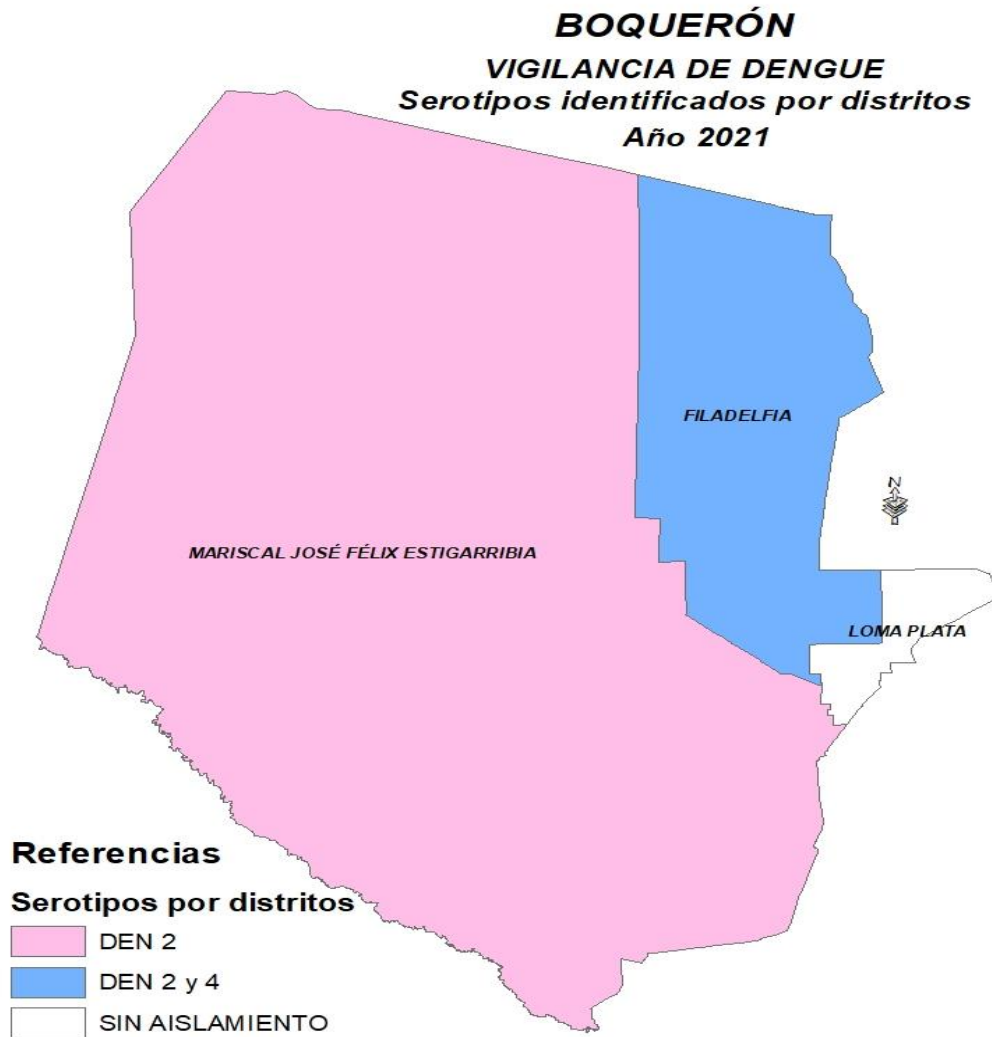 BOQUERÓN
VIGILANCIA DE DENGUE
Serotipos identificados por distritos
Año 2021
FILADELFIA
N
MARISCAL JOSÉ FÉLIX ESTIGARRIBIA
LOMA PLATA
Referencias
Serotipos por distritos
DEN 2
DEN 2 y 4
SIN AISLAMIENTO